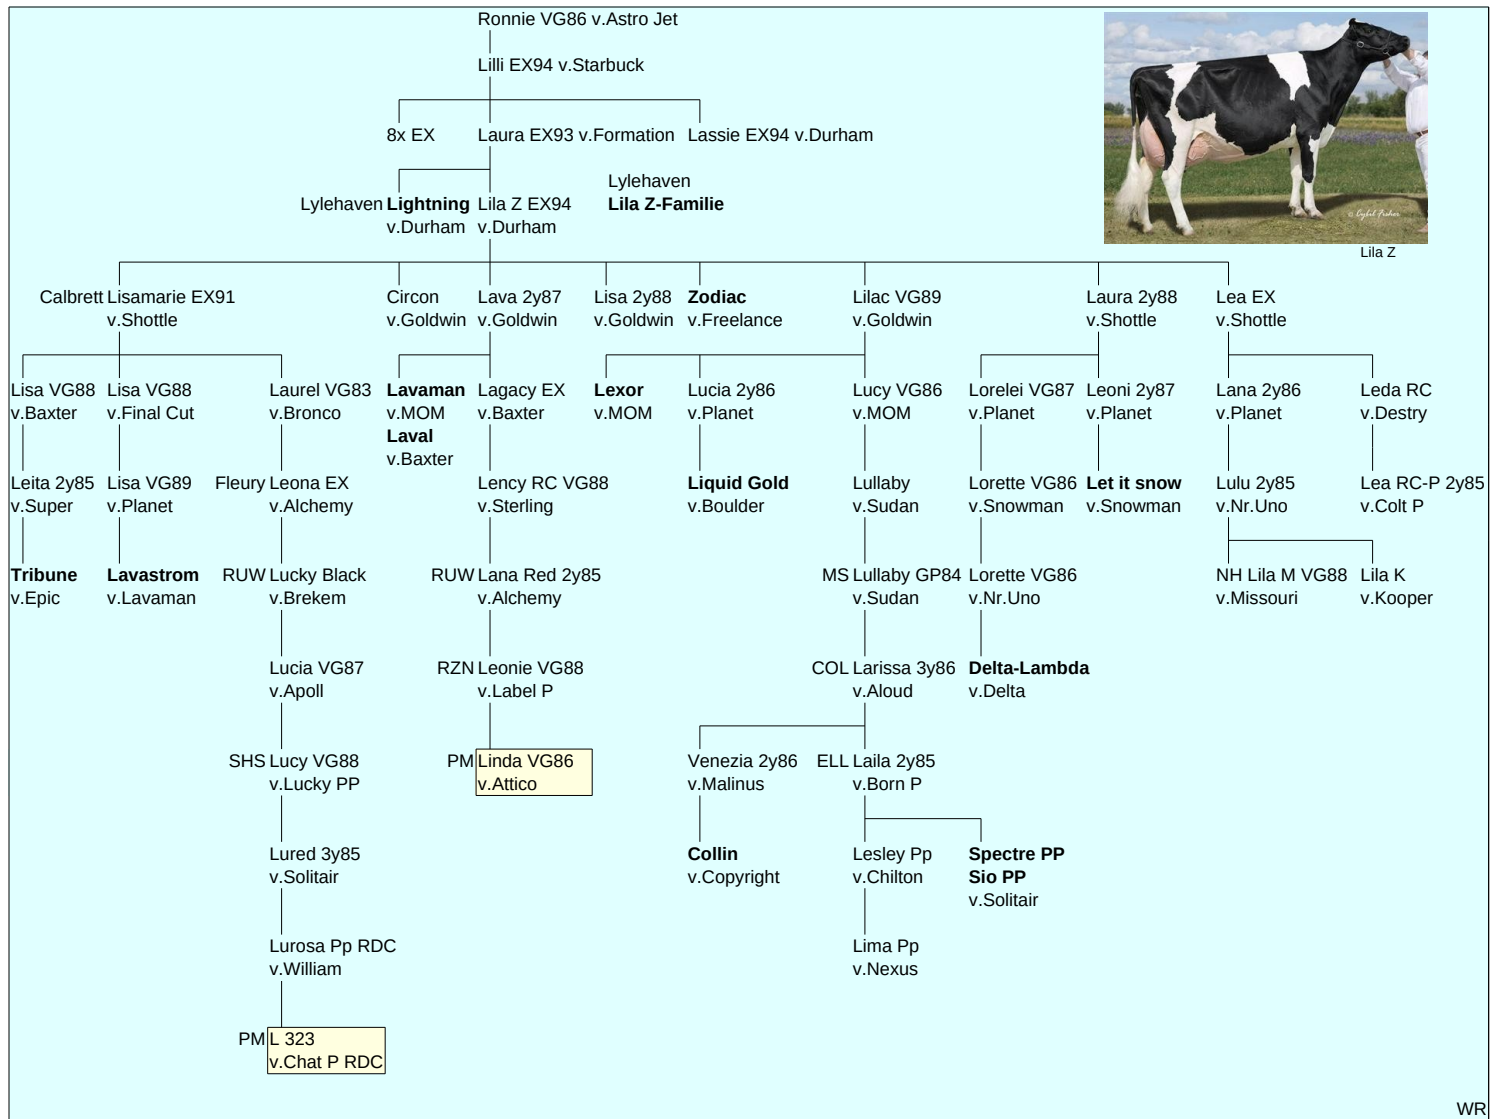 Ronnie VG86 v.Astro Jet
Lilli EX94 v.Starbuck
8x EX
Laura EX93 v.Formation
Lassie EX94 v.Durham
Lylehaven Lightning
v.Durham
Lila Z EX94
v.Durham
Lylehaven
Lila Z-Familie
© Cybil Fisher
Lila Z
Calbrett Lisamarie EX91
v.Shottle
Circon
v.Goldwin
Lava 2y87
v.Goldwin
Lisa 2y88
v.Goldwin
Zodiac
v.Freelance
Lilac VG89
v.Goldwin
Laura 2y88
v.Shottle
Lea EX
v.Shottle
Lisa VG88
v.Baxter
Lisa VG88
v.Final Cut
Laurel VG83
v.Bronco
Lavaman
v.MOM
Laval
v.Baxter
Lagacy EX
v.Baxter
Lexor
v.MOM
Lucia 2y86
v.Planet
Lucy VG86
v.MOM
Lorelei VG87
v.Planet
Leoni 2y87
v.Planet
Lana 2y86
v.Planet
Leda RC
v.Destry
Leita 2y85
v.Super
Lisa VG89
v.Planet
Fleury Leona EX
v.Alchemy
Lency RC VG88
v.Sterling
Liquid Gold
v.Boulder
Lullaby
v.Sudan
Lorette VG86
v.Snowman
Let it snow
v.Snowman
Lulu 2y85
v.Nr.Uno
Lea RC-P 2y85
v.Colt P
Tribune
v.Epic
Lavastrom
v.Lavaman
RUW Lucky Black
v.Brekem
RUW Lana Red 2y85
v.Alchemy
MS Lullaby GP84
v.Sudan
Lorette VG86
v.Nr.Uno
NH Lila M VG88
v.Missouri
Lila K
v.Kooper
Lucia VG87
v.Apoll
RZN Leonie VG88
v.Label P
COL Larissa 3y86
v.Aloud
Delta-Lambda
v.Delta
SHS Lucy VG88
v.Lucky PP
PM Linda VG86
v.Attico
Venezia 2y86
v.Malinus
ELL Laila 2y85
v.Born P
Lured 3y85
v.Solitair
Collin
v.Copyright
Lesley Pp
v.Chilton
Spectre PP
Sio PP
v.Solitair
Lurosa Pp RDC
v.William
Lima Pp
v.Nexus
PM L 323
v.Chat P RDC
WR